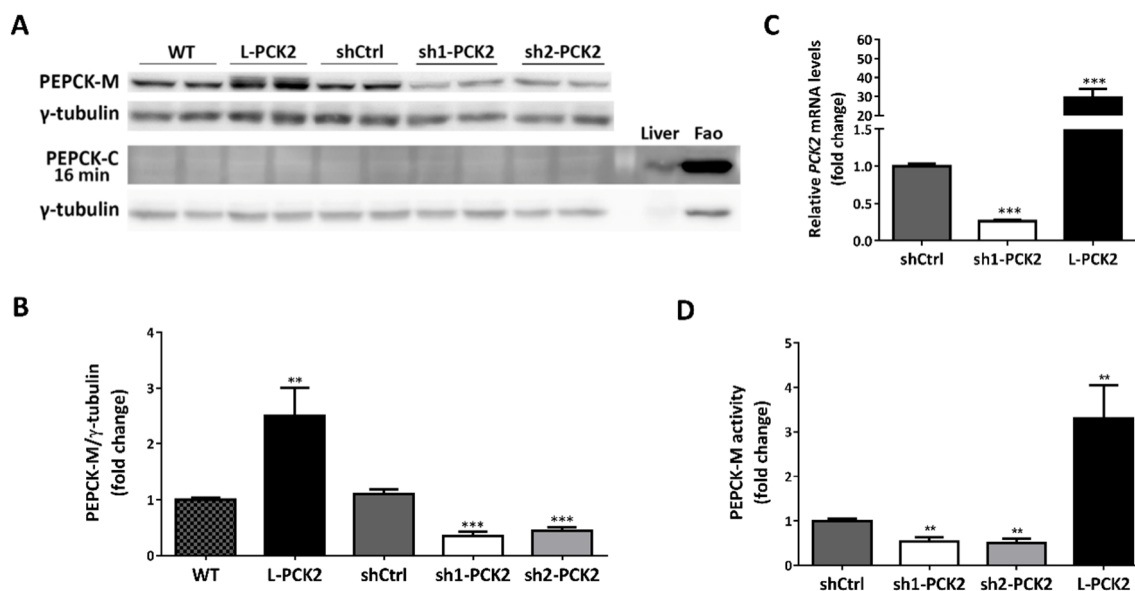 A
WT L-PCK2 shCtrl sh1-PCK2 sh2-PCK2
PEPCK-M
γ-tubulin
Liver Fao
PEPCK-C
16 min
γ-tubulin
C
Relative PCK2 mRNA levels
(fold change)
60
50
40
30
20
1.5
1.0
0.5
0.0
***
***
shCtrl sh1-PCK2 L-PCK2
B
PEPCK-M/γ-tubulin
(fold change)
4
3
2
1
0
**
***
***
WT L-PCK2 shCtrl sh1-PCK2 sh2-PCK2
D
PEPCK-M activity
(fold change)
5
4
3
2
1
0
**
**
**
shCtrl sh1-PCK2 sh2-PCK2 L-PCK2